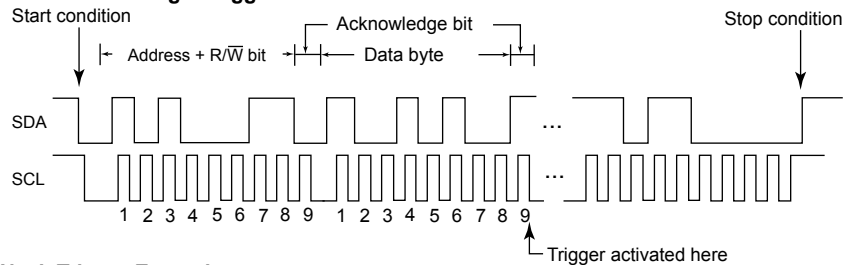 Start condition
Acknowledge bit
Stop condition
Address + R/W̅ bit
Data byte
SDA
...
SCL
...
1 2 3 4 5 6 7 8 9 1 2 3 4 5 6 7 8 9
Trigger activated here